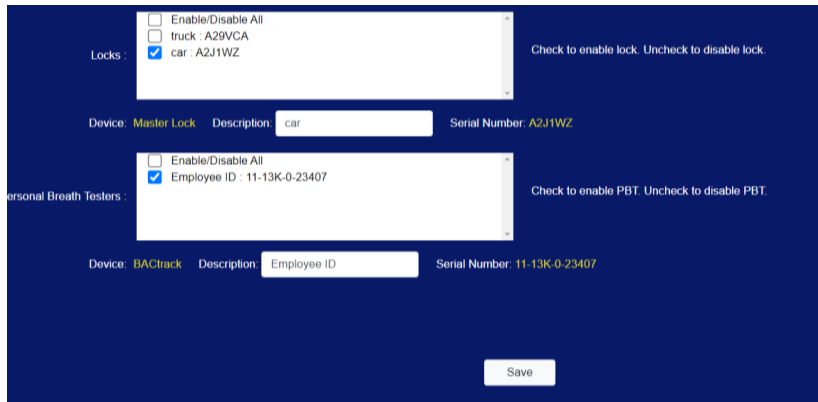 Enable/Disable All
truck : A29VCA
Locks :
car : A2J1WZ
Check to enable lock. Uncheck to disable lock.
Device: Master Lock Description: car Serial Number: A2J1WZ
Enable/Disable All
Employee ID : 11-13K-0-23407
ersonal Breath Testers :
Check to enable PBT. Uncheck to disable PBT.
Device: BACtrack Description: Employee ID Serial Number: 11-13K-0-23407
Save